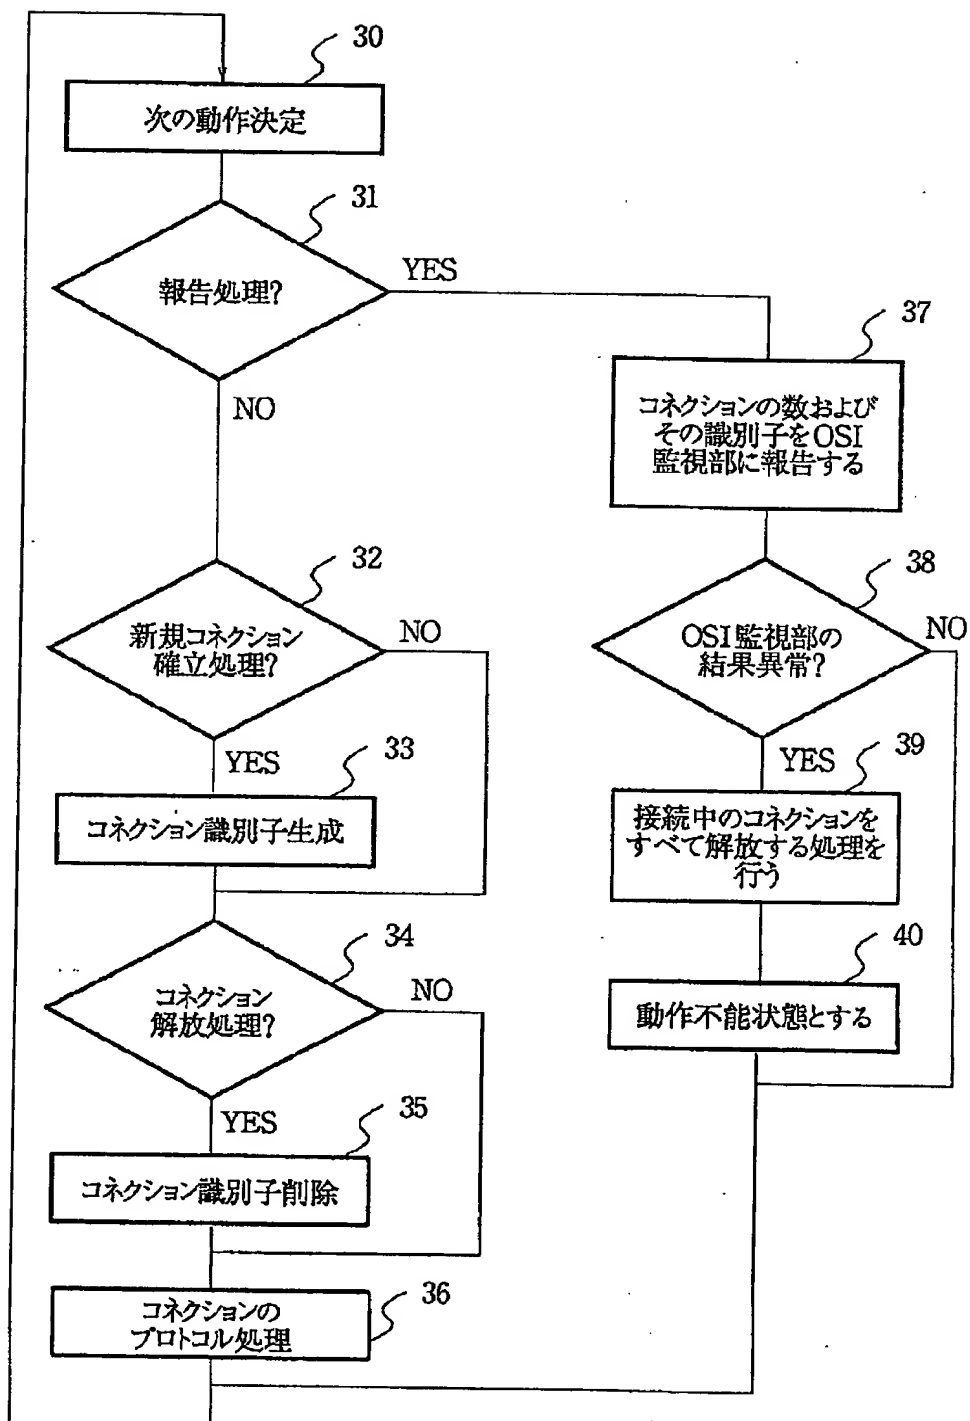 30
次の動作決定
31
報告処理?
YES
NO
37
コネクションの数および
その識別子をOSI
監視部に報告する
32
新規コネクション
確立処理?
NO
YES
38
OSI監視部の
結果異常?
NO
YES
33
コネクション識別子生成
39
接続中のコネクションを
すべて解放する処理を
行う
34
コネクション
解放処理?
NO
YES
40
動作不能状態とする
35
コネクション識別子削除
36
コネクションの
プロトコル処理